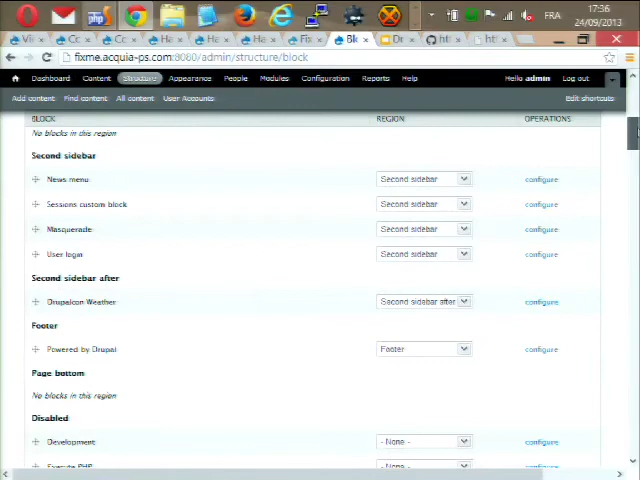 17:36
FRA
24/09/2013
fixme.acquia-ps.com:8080/admin/structure/block
Dashboard Content Structure Appearance People Modules Configuration Reports Help Hello admin Log out
Add content Find content All content User Accounts Edit shortcuts
BLOCK REGION OPERATIONS
No blocks in this region
Second sidebar
News menu Second sidebar configure
Sessions custom block Second sidebar configure
Masquerade Second sidebar configure
User login Second sidebar configure
Second sidebar after
Drupalcon Weather Second sidebar after configure
Footer
Powered by Drupal Footer configure
Page bottom
No blocks in this region
Disabled
Development - None - configure
Execute PHP - None - configure